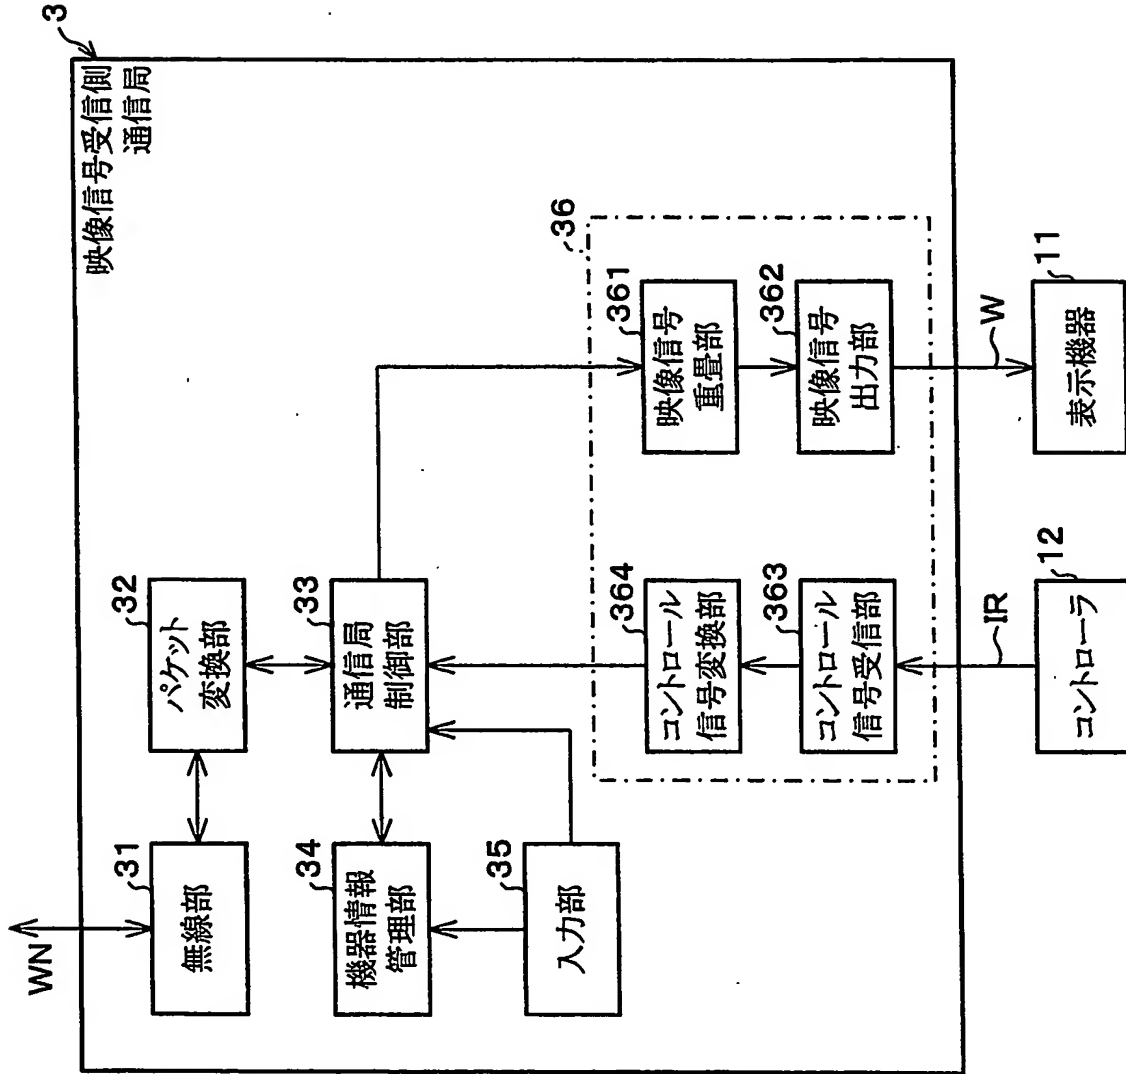 3
映像信号受信側
通信局
WN
31
無線部
32
パケット
変換部
34
機器情報
管理部
33
通信局
制御部
35
入力部
36
364
コントロール
信号変換部
361
映像信号
重畳部
363
コントロール
信号受信部
362
映像信号
出力部
IR
W
12
コントローラ
11
表示機器